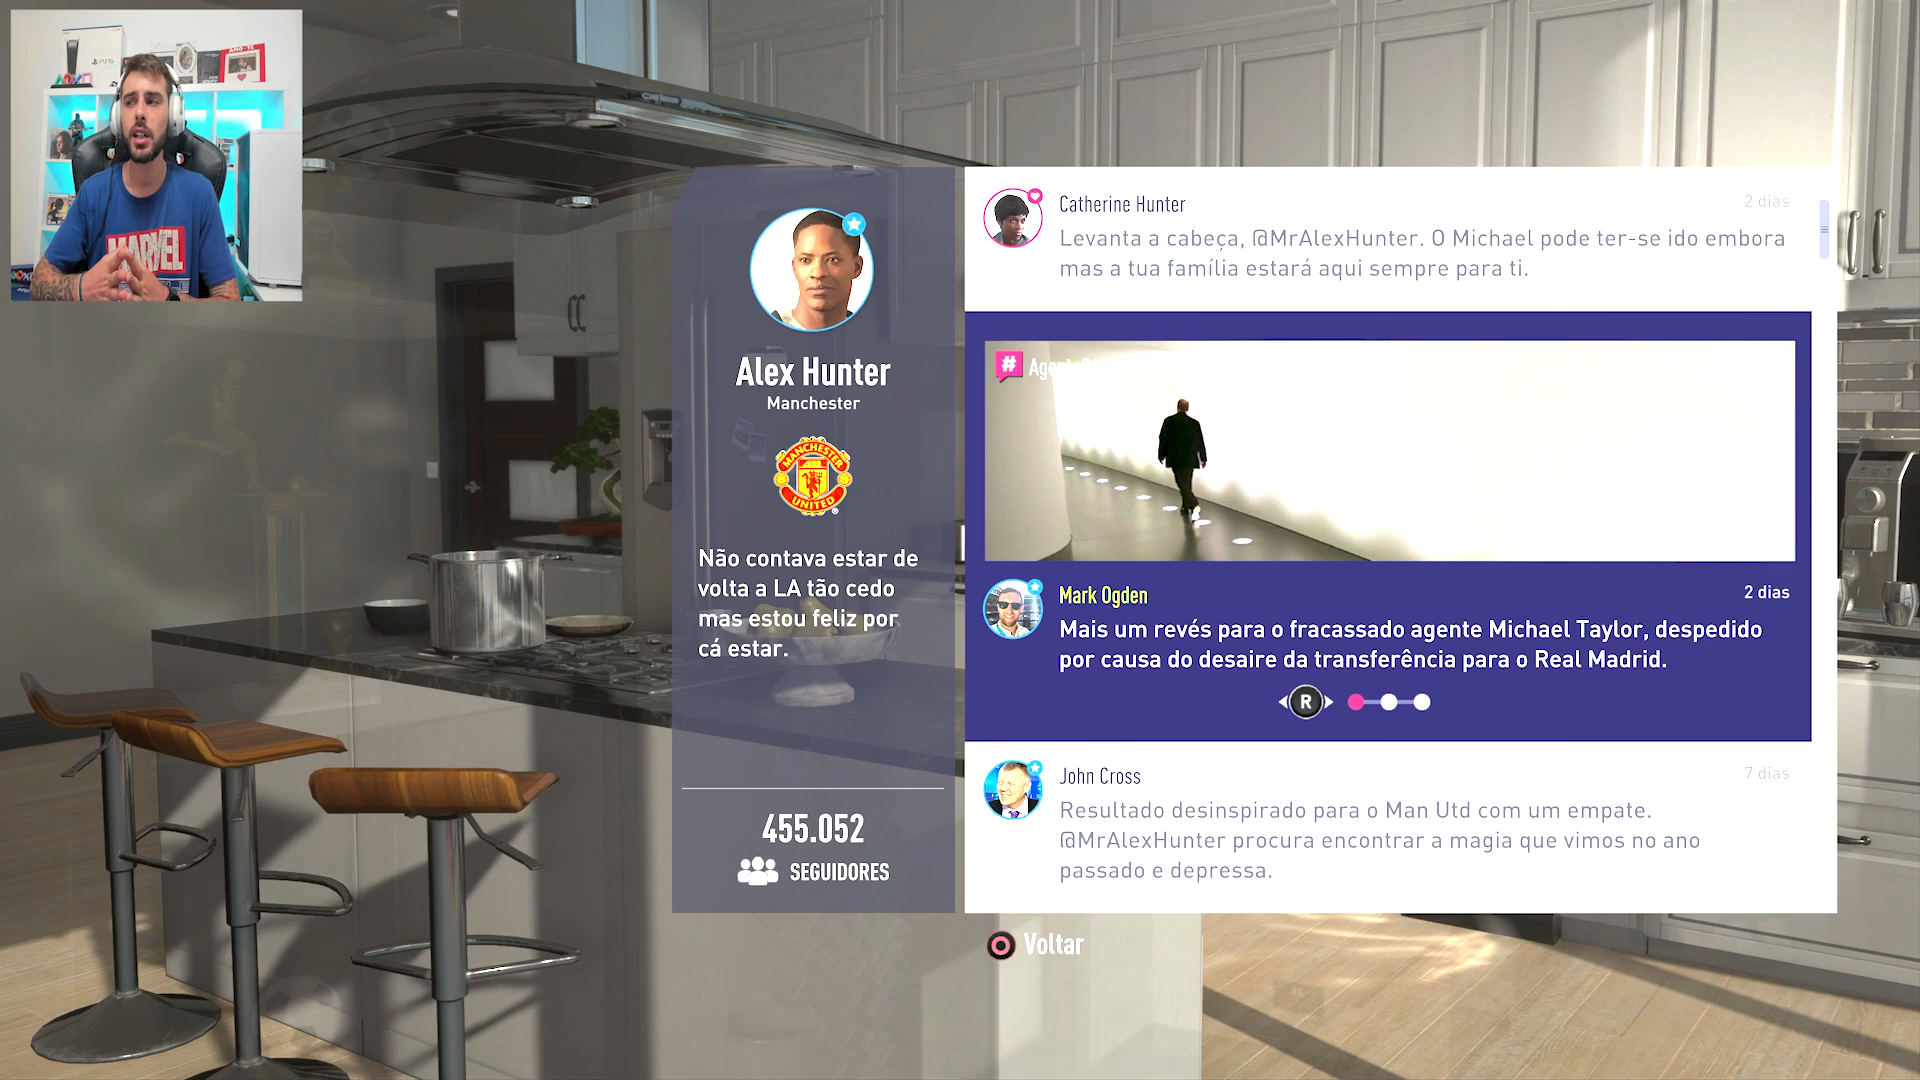 MARVEL
Alex Hunter
Manchester
MANCHESTER
UNITED
Não contava estar de
volta a LA tão cedo
mas estou feliz por
cá estar.
455.052
SEGUIDORES
Catherine Hunter
2 dias
Levanta a cabeça, @MrAlexHunter. O Michael pode ter-se ido embora
mas a tua família estará aqui sempre para ti.
#
Mark Ogden
2 dias
Mais um revés para o fracassado agente Michael Taylor, despedido
por causa do desaire da transferência para o Real Madrid.
R
John Cross
7 dias
Resultado desinspirado para o Man Utd com um empate.
@MrAlexHunter procura encontrar a magia que vimos no ano
passado e depressa.
Voltar